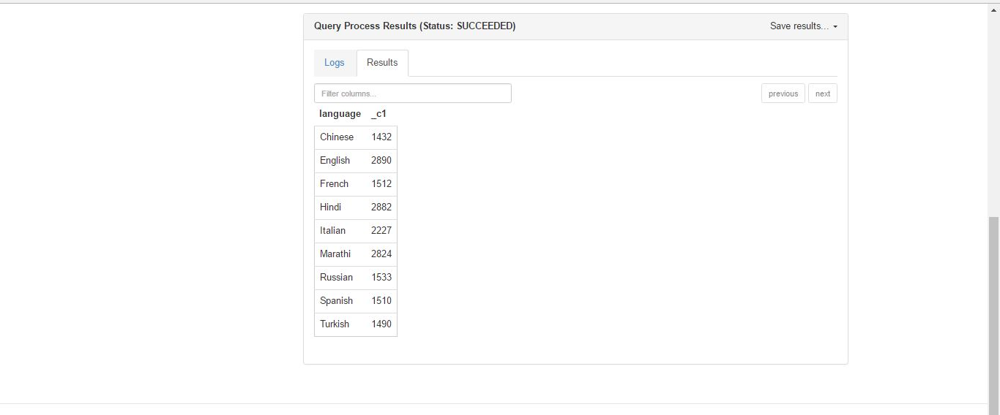 Query Process Results (Status: SUCCEEDED) Save results...
Logs Results
Filter columns... previous next
language _c1
Chinese 1432
English 2890
French 1512
Hindi 2882
Italian 2227
Marathi 2824
Russian 1533
Spanish 1510
Turkish 1490